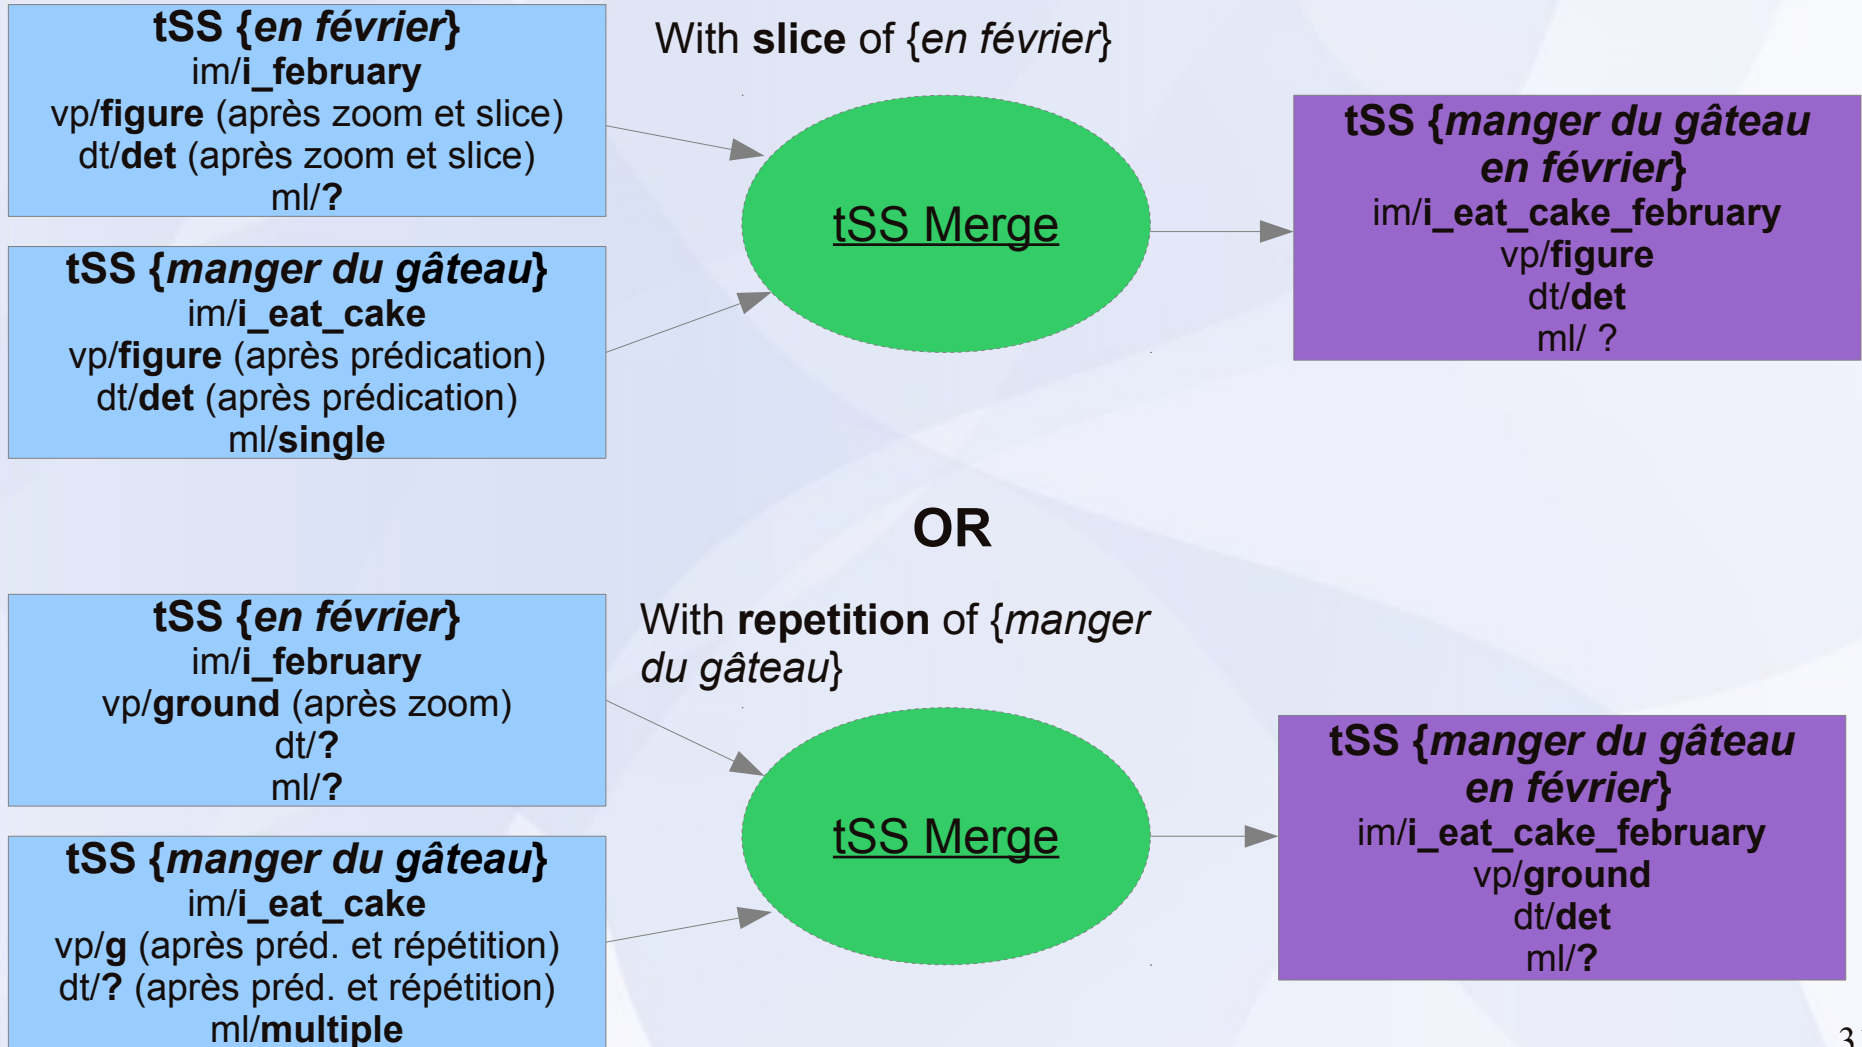 tSS {en février}
im/i_february
vp/figure (après zoom et slice)
dt/det (après zoom et slice)
ml/?
With slice of {en février}
tSS {manger du gâteau}
im/i_eat_cake
vp/figure (après prédication)
dt/det (après prédication)
ml/single
tSS Merge
tSS {manger du gâteau
en février}
im/i_eat_cake_february
vp/figure
dt/det
ml/ ?
OR
tSS {en février}
im/i_february
vp/ground (après zoom)
dt/?
ml/?
With repetition of {manger
du gâteau}
tSS {manger du gâteau}
im/i_eat_cake
vp/g (après préd. et répétition)
dt/? (après préd. et répétition)
ml/multiple
tSS Merge
tSS {manger du gâteau
en février}
im/i_eat_cake_february
vp/ground
dt/det
ml/?